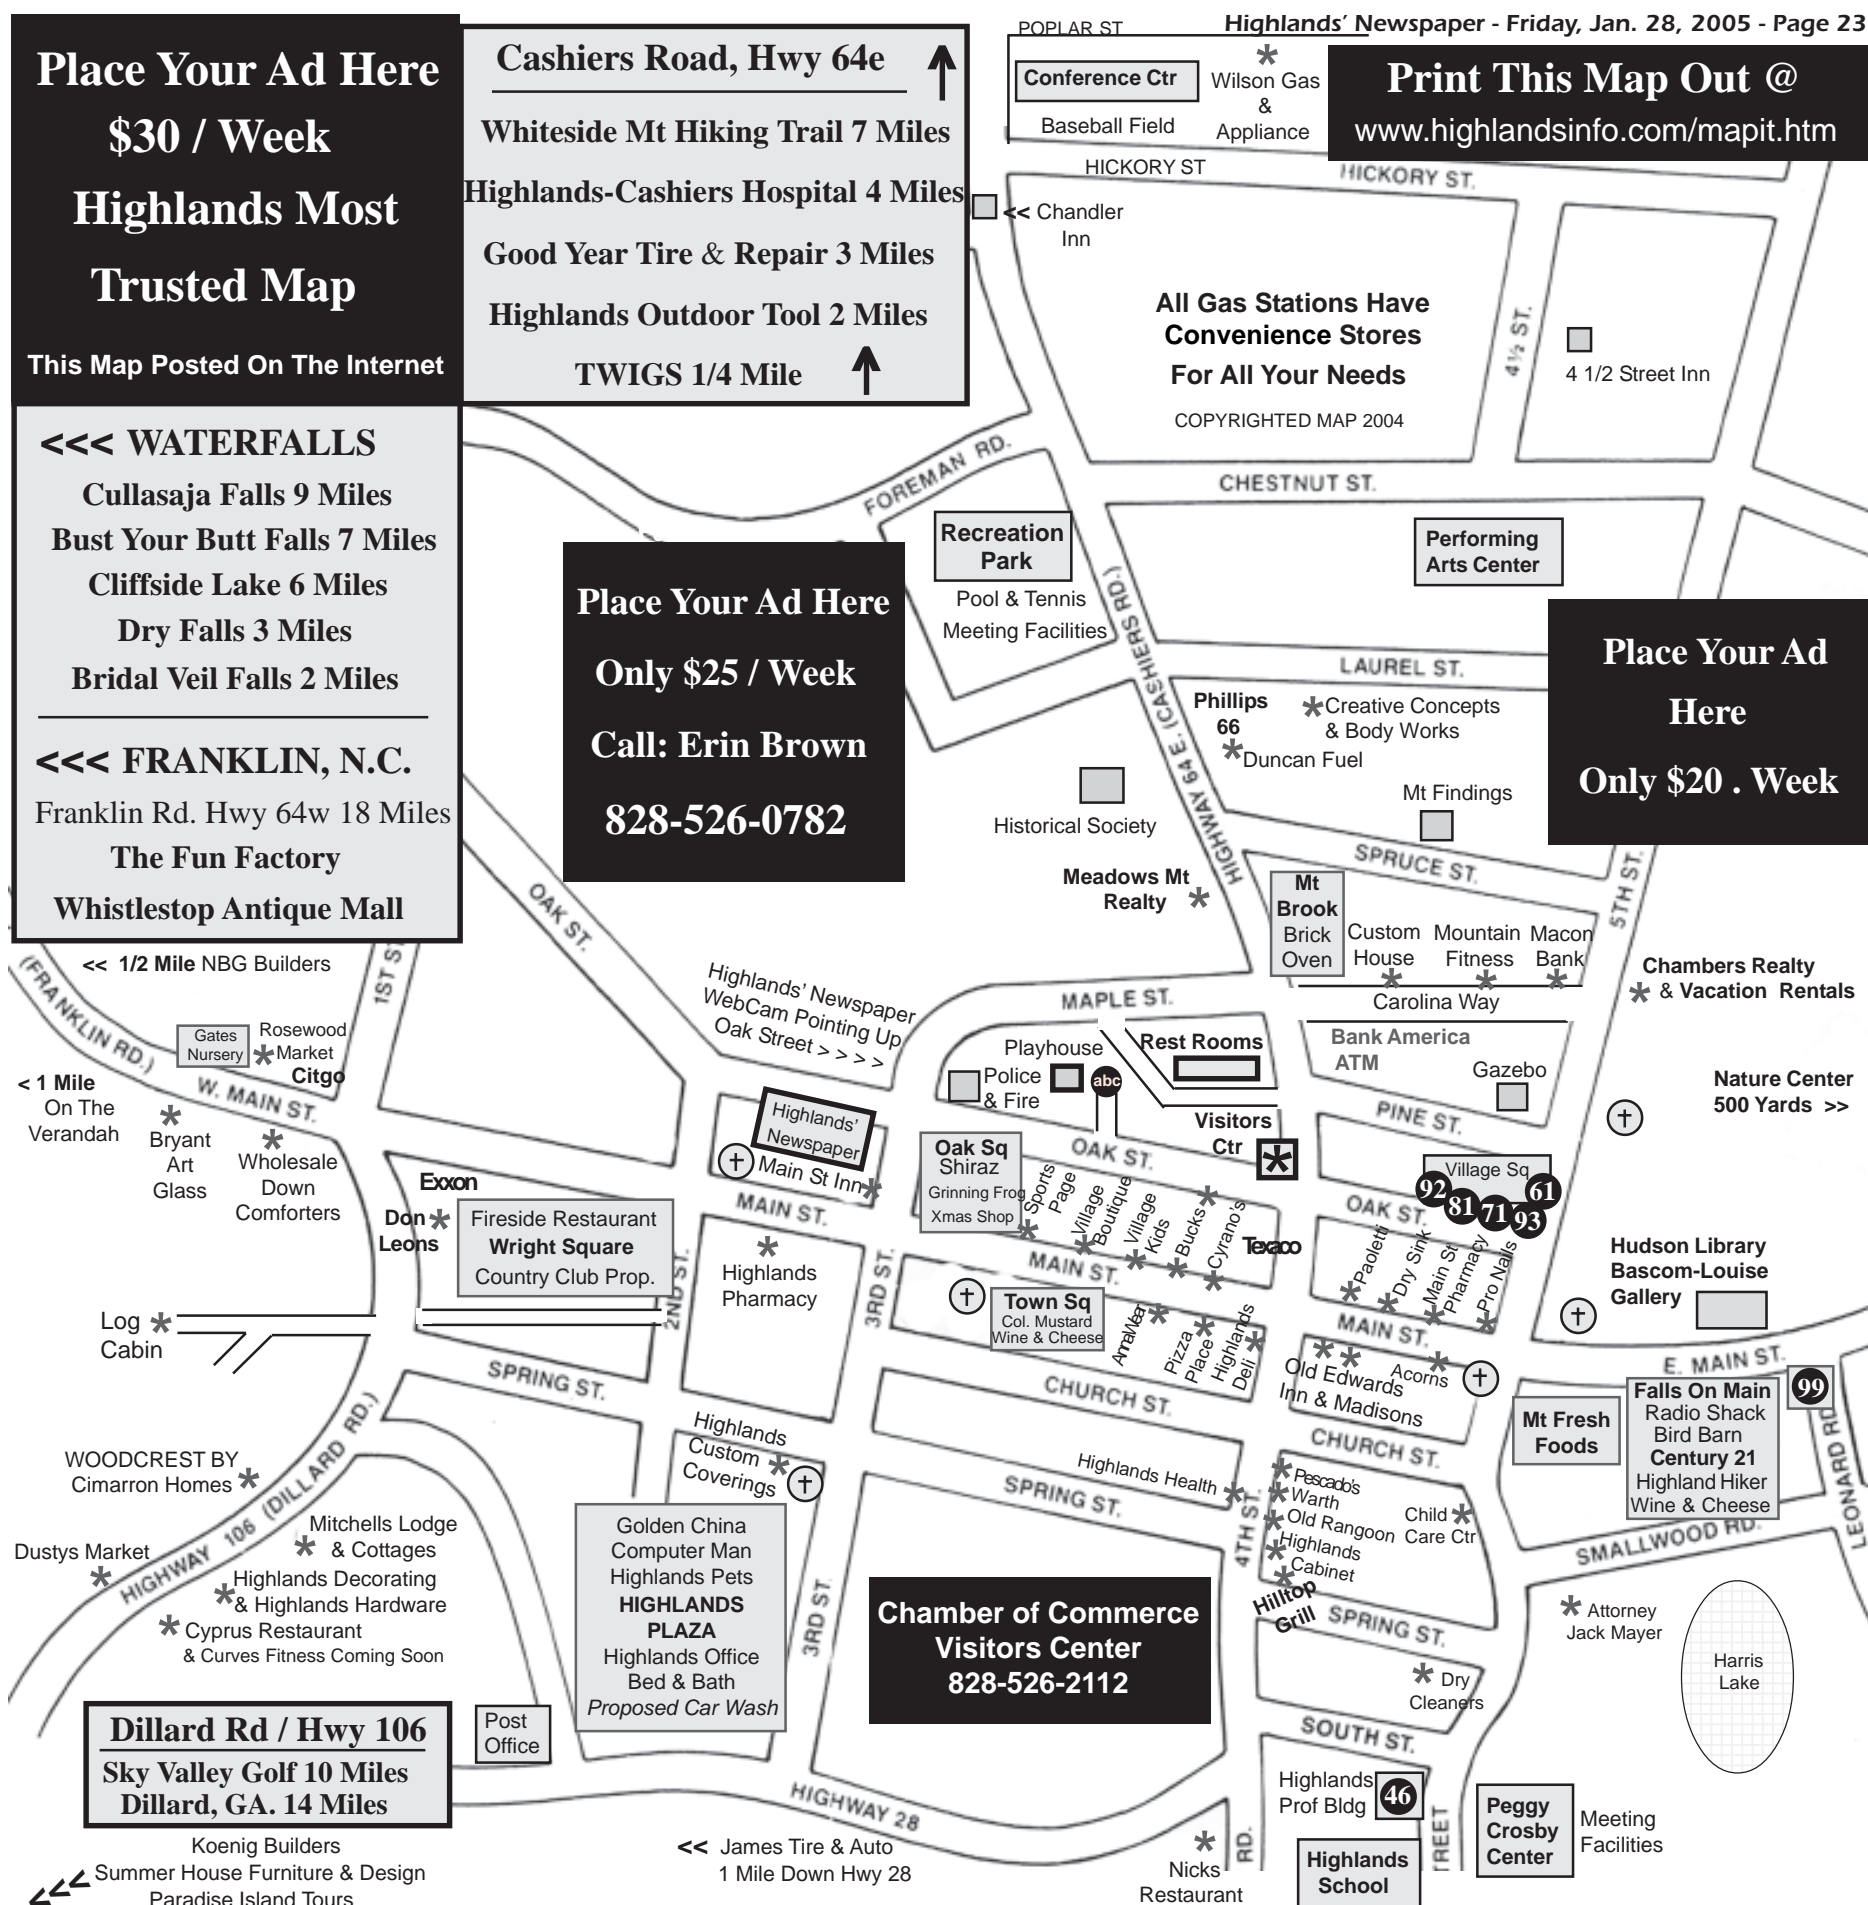 Highlands' Newspaper - Friday, Jan. 28, 2005 - Page 23
Place Your Ad Here
$30 / Week
Highlands Most
Trusted Map
This Map Posted On The Internet
Cashiers Road, Hwy 64e
Whiteside Mt Hiking Trail 7 Miles
Highlands-Cashiers Hospital 4 Miles
Good Year Tire & Repair 3 Miles
Highlands Outdoor Tool 2 Miles
TWIGS 1/4 Mile
POPLAR ST
Conference Ctr
Baseball Field
Wilson Gas
&
Appliance
Print This Map Out @
www.highlandsinfo.com/mapit.htm
HICKORY ST
HICKORY ST.
<< Chandler
Inn
All Gas Stations Have
Convenience Stores
For All Your Needs
COPYRIGHTED MAP 2004
4½ ST.
4 1/2 Street Inn
<<< WATERFALLS
Cullasaja Falls 9 Miles
Bust Your Butt Falls 7 Miles
Cliffside Lake 6 Miles
Dry Falls 3 Miles
Bridal Veil Falls 2 Miles
<<< FRANKLIN, N.C.
Franklin Rd. Hwy 64w 18 Miles
The Fun Factory
Whistlestop Antique Mall
FOREMAN RD.
CHESTNUT ST.
Recreation
Park
Pool & Tennis
Meeting Facilities
Performing
Arts Center
Place Your Ad Here
Only $25 / Week
Call: Erin Brown
828-526-0782
HIGHWAY 64 E. (CASHIERS RD.)
LAUREL ST.
Place Your Ad
Here
Only $20 . Week
Phillips
66
Creative Concepts
& Body Works
Duncan Fuel
Mt Findings
Historical Society
SPRUCE ST.
5TH ST.
Meadows Mt
Realty
OAK ST.
Mt
Brook
Brick
Oven
Custom
House
Mountain
Fitness
Macon
Bank
Carolina Way
Chambers Realty
& Vacation Rentals
<< 1/2 Mile NBG Builders
(FRANKLIN RD.)
1ST ST.
Highlands' Newspaper
WebCam Pointing Up
Oak Street > > > >
MAPLE ST.
Gates
Nursery
Rosewood
Market
Citgo
Playhouse
Rest Rooms
Bank America
ATM
Police
& Fire
abc
Gazebo
Nature Center
500 Yards >>
< 1 Mile
On The
Verandah
W. MAIN ST.
Bryant
Art
Glass
Wholesale
Down
Comforters
Highlands'
Newspaper
Main St Inn
Visitors
Ctr
PINE ST.
OAK ST.
Oak Sq
Shiraz
Grinning Frog
Xmas Shop
Sports
Page
Village
Boutique
Village
Kids
Bucks
Cyrano's
Texaco
Village Sq
92
81
71
93
61
OAK ST.
Exxon
Don
Leons
Fireside Restaurant
Wright Square
Country Club Prop.
MAIN ST.
Highlands
Pharmacy
2ND ST.
3RD ST.
MAIN ST.
Paoletti
Dry Sink
Main St
Pharmacy
Pro Nails
Hudson Library
Bascom-Louise
Gallery
Town Sq
Col. Mustard
Wine & Cheese
AnnaWear
Pizza
Place
Highlands
Deli
MAIN ST.
Log
Cabin
Old Edwards
Inn & Madisons
Acorns
E. MAIN ST.
SPRING ST.
CHURCH ST.
Mt Fresh
Foods
Falls On Main
Radio Shack
Bird Barn
Century 21
Highland Hiker
Wine & Cheese
99
LEONARD RD.
CHURCH ST.
Highlands
Custom
Coverings
WOODCREST BY
Cimarron Homes
HIGHWAY 106 (DILLARD RD.)
Highlands Health
SPRING ST.
4TH ST.
Pescado's
Warth
Old Rangoon
Highlands
Cabinet
Hilltop
Grill
Child
Care Ctr
SMALLWOOD RD.
Dustys Market
Mitchells Lodge
& Cottages
Highlands Decorating
& Highlands Hardware
Cyprus Restaurant
& Curves Fitness Coming Soon
Golden China
Computer Man
Highlands Pets
HIGHLANDS
PLAZA
Highlands Office
Bed & Bath
Proposed Car Wash
3RD ST.
Chamber of Commerce
Visitors Center
828-526-2112
SPRING ST.
Attorney
Jack Mayer
Harris
Lake
Dry
Cleaners
Dillard Rd / Hwy 106
Sky Valley Golf 10 Miles
Dillard, GA. 14 Miles
Post
Office
SOUTH ST.
HIGHWAY 28
Highlands
Prof Bldg
46
Peggy
Crosby
Center
Meeting
Facilities
Koenig Builders
Summer House Furniture & Design
Paradise Island Tours
<<<
<< James Tire & Auto
1 Mile Down Hwy 28
Nicks
Restaurant
RD.
Highlands
School
TREET